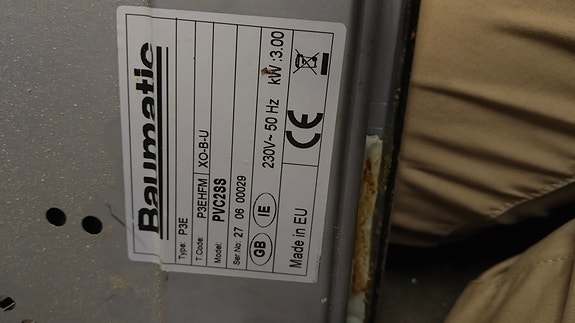 Baumatic
Type: P3E
T.Code: P3EHFM XO-B-U
Model: PVC2SS
Ser.No: 27 06 00029
GB IE 230V~ 50 Hz kW:3.00
Made in EU CE